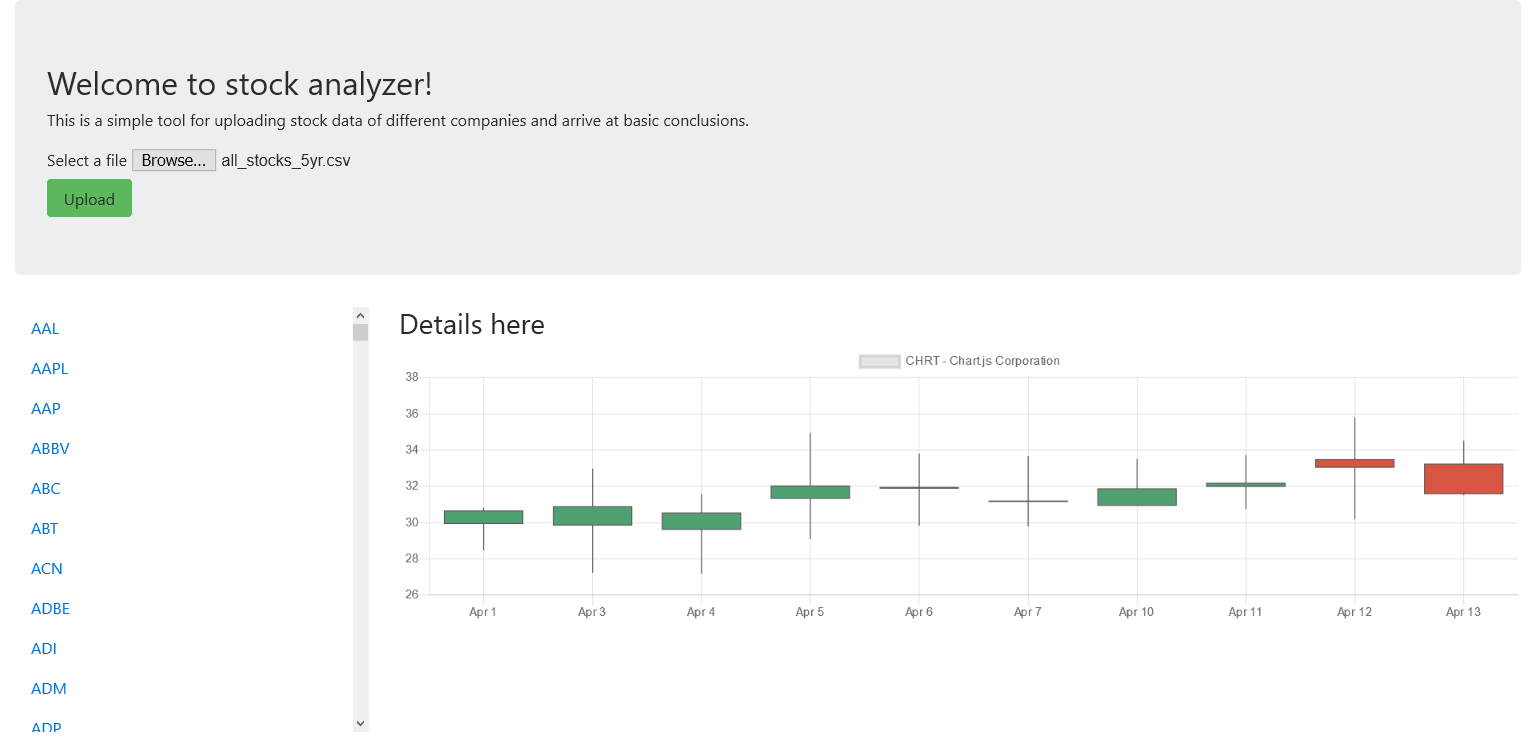 Welcome to stock analyzer!
This is a simple tool for uploading stock data of different companies and arrive at basic conclusions.
Select a file Browse... all_stocks_5yr.csv
Upload
AAL
AAPL
AAP
ABBV
ABC
ABT
ACN
ADBE
ADI
ADM
ADP
Details here
CHRT - Chart.js Corporation
38
36
34
32
30
28
26
Apr 1 Apr 3 Apr 4 Apr 5 Apr 6 Apr 7 Apr 10 Apr 11 Apr 12 Apr 13